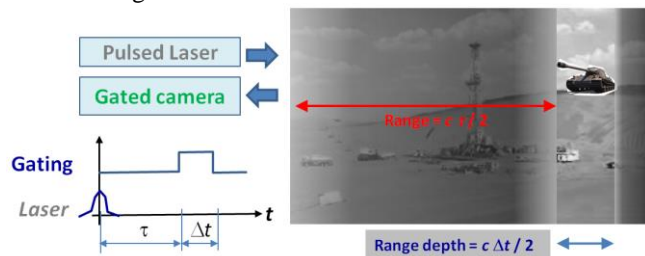 Pulsed Laser
Gated camera
Range = c τ / 2
Gating
Laser
t
τ
Δt
Range depth = c Δt / 2